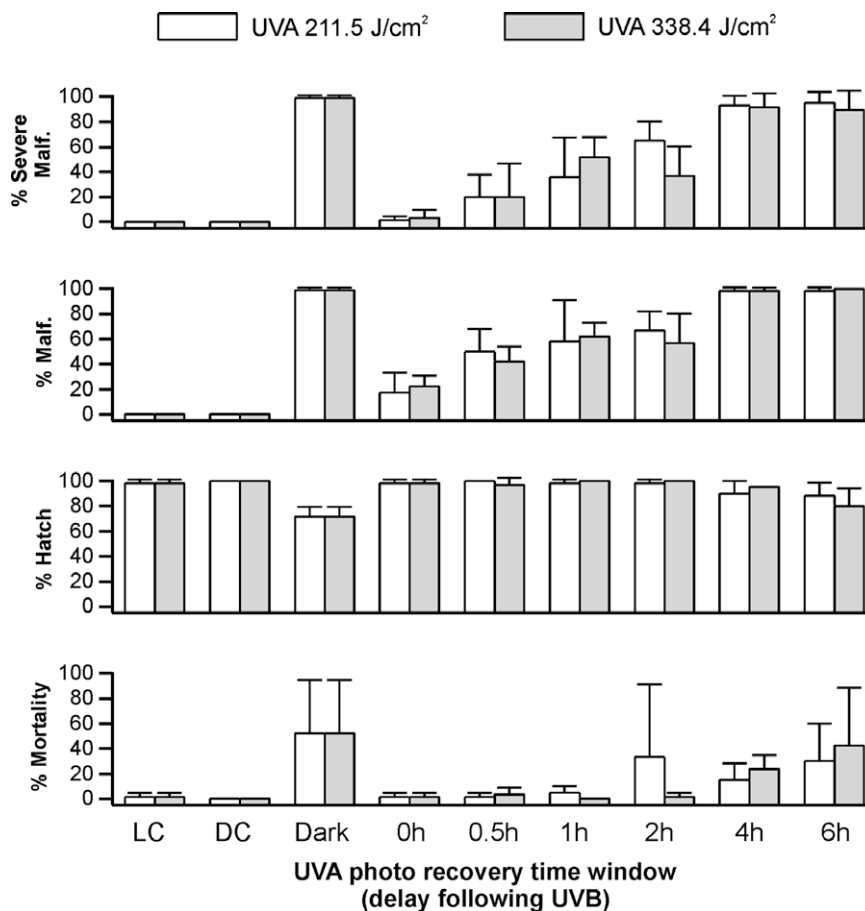 UVA 211.5 J/cm² UVA 338.4 J/cm²
% Severe
Malf.
100
80
60
40
20
0
% Malf.
100
80
60
40
20
0
% Hatch
100
80
60
40
20
0
% Mortality
100
80
60
40
20
0
LC DC Dark 0h 0.5h 1h 2h 4h 6h
UVA photo recovery time window
(delay following UVB)